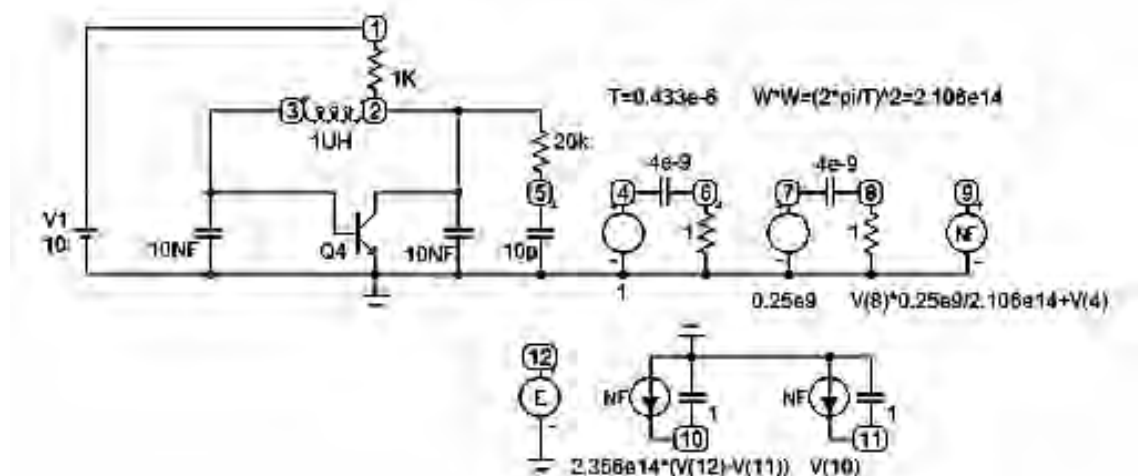 1
1K
3
2
T=0.433e-6 W*W=(2*pi/T)^2=2.106e14
1UH
20k
4e-9
4e-9
5
4
6
7
8
9
V1
10
10NF
Q4
10NF
10p
1
1
NF
1
0.25e9
V(8)*0.25e9/2.106e14+V(4)
12
E
NF
1
NF
1
10
11
2.356e14*(V(12)-V(11))
V(10)